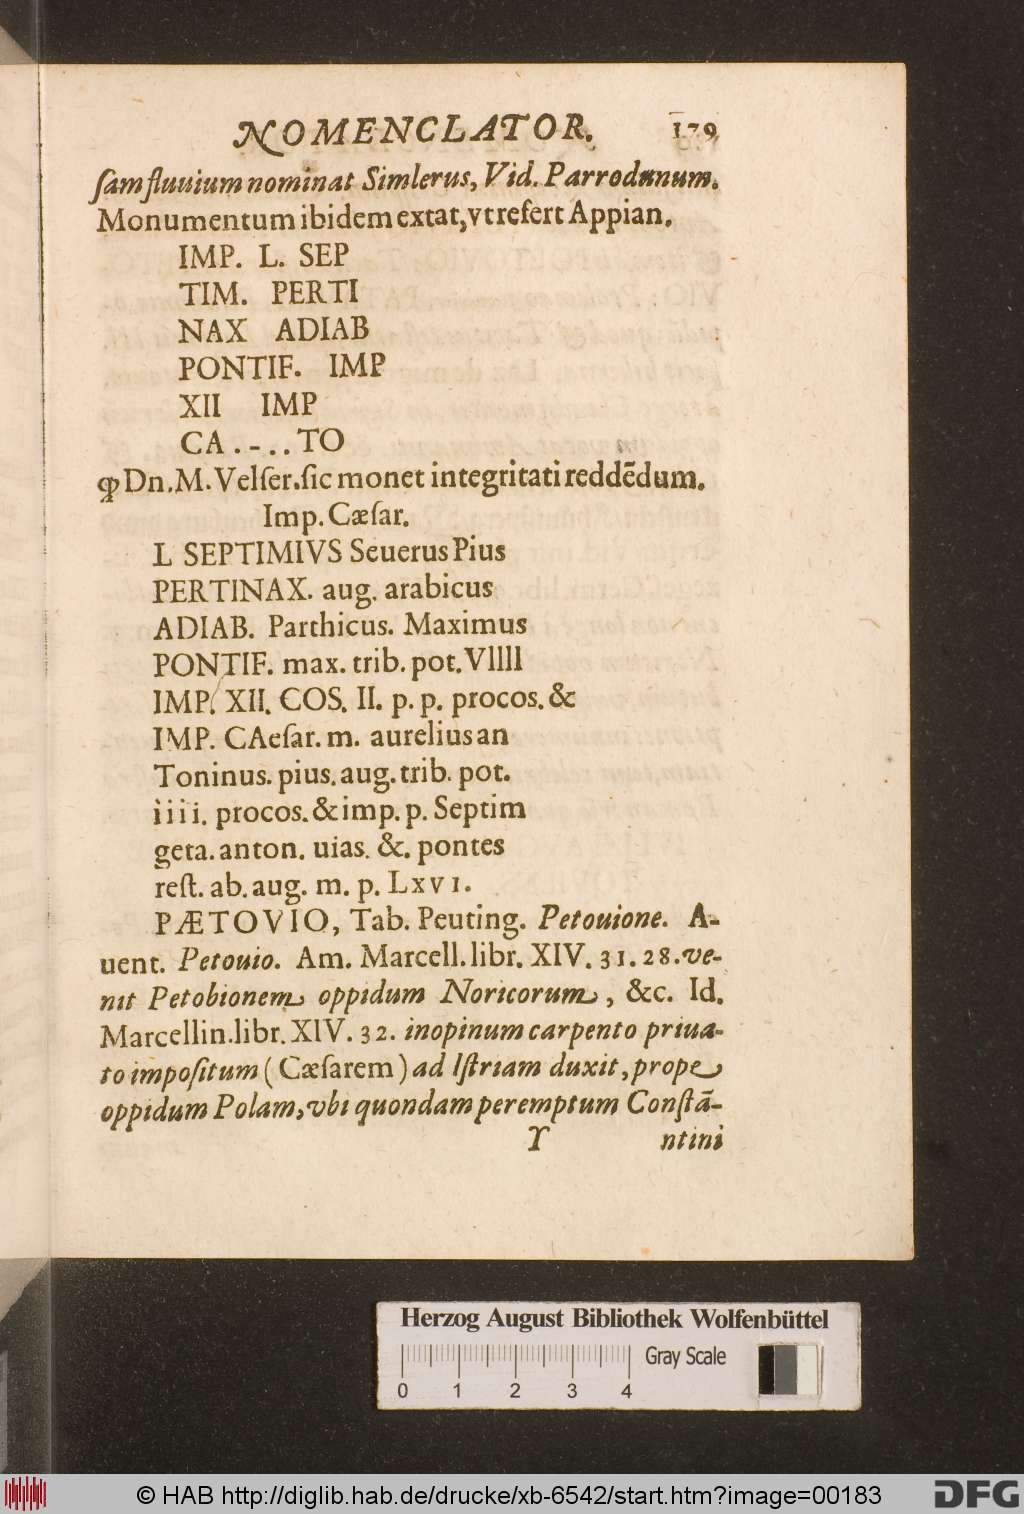 NOMENCLATOR. 179
ſam fluuium nominat Simlerus, Vid. Parrodunum.
Monumentum ibidem extat, vt refert Appian.
IMP. L. SEP
TIM. PERTI
NAX ADIAB
PONTIF. IMP
XII IMP
CA . - . . TO
ꝙ Dn. M. Velſer. ſic monet integritati reddēdum.
Imp. Cæſar.
L SEPTIMIVS Seuerus Pius
PERTINAX. aug. arabicus
ADIAB. Parthicus. Maximus
PONTIF. max. trib. pot. VIIII
IMP. XII. COS. II. p. p. procos. &
IMP. CAeſar. m. aurelius an
Toninus. pius. aug. trib. pot.
iiii. procos. & imp. p. Septim
geta. anton. uias. &. pontes
reſt. ab. aug. m. p. Lxvi.
PÆTOVIO, Tab. Peuting. Petouione. A-
uent. Petouio. Am. Marcell. libr. XIV. 31. 28. ve-
nit Petobionem oppidum Noricorum, &c. Id.
Marcellin. libr. XIV. 32. inopinum carpento priua-
to impoſitum (Cæſarem) ad Iſtriam duxit, prope
oppidum Polam, vbi quondam peremptum Conſtā-
Y ntini
Herzog August Bibliothek Wolfenbüttel
Gray Scale
0 1 2 3 4
© HAB http://diglib.hab.de/drucke/xb-6542/start.htm?image=00183
DFG